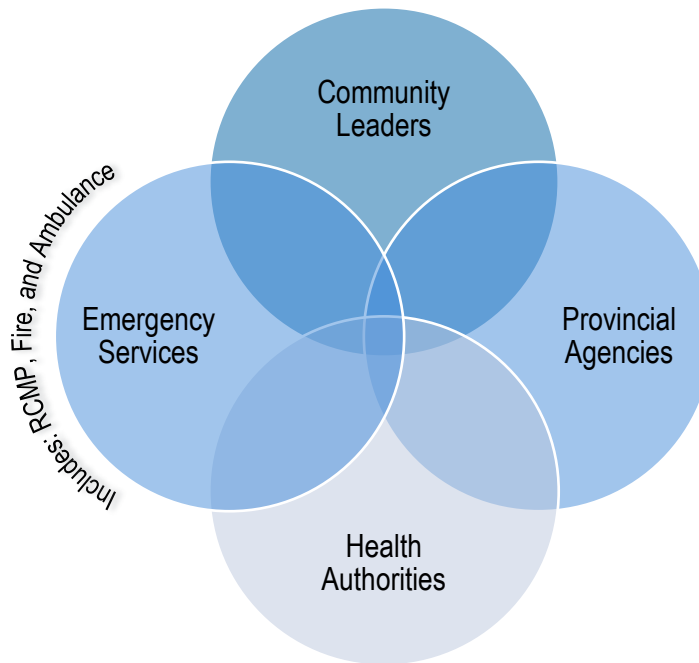 Community
Leaders
Includes: RCMP, Fire, and Ambulance
Emergency
Services
Provincial
Agencies
Health
Authorities